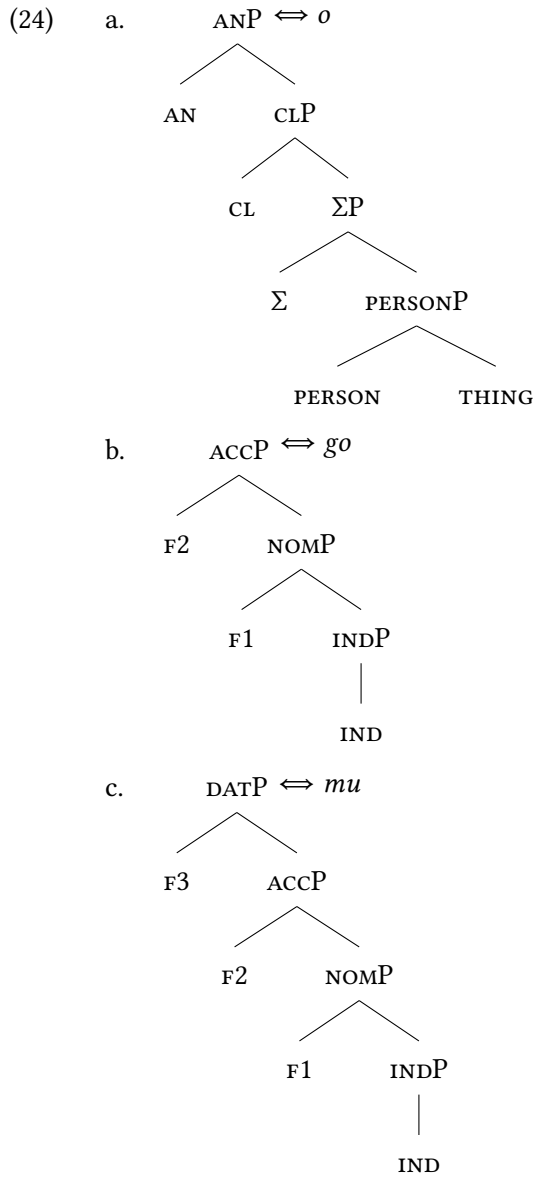 (24) a. ANP ⇔ o
AN CLP
CL ΣP
Σ PERSONP
PERSON THING
b. ACCP ⇔ go
F2 NOMP
F1 INDP
IND
c. DATP ⇔ mu
F3 ACCP
F2 NOMP
F1 INDP
IND